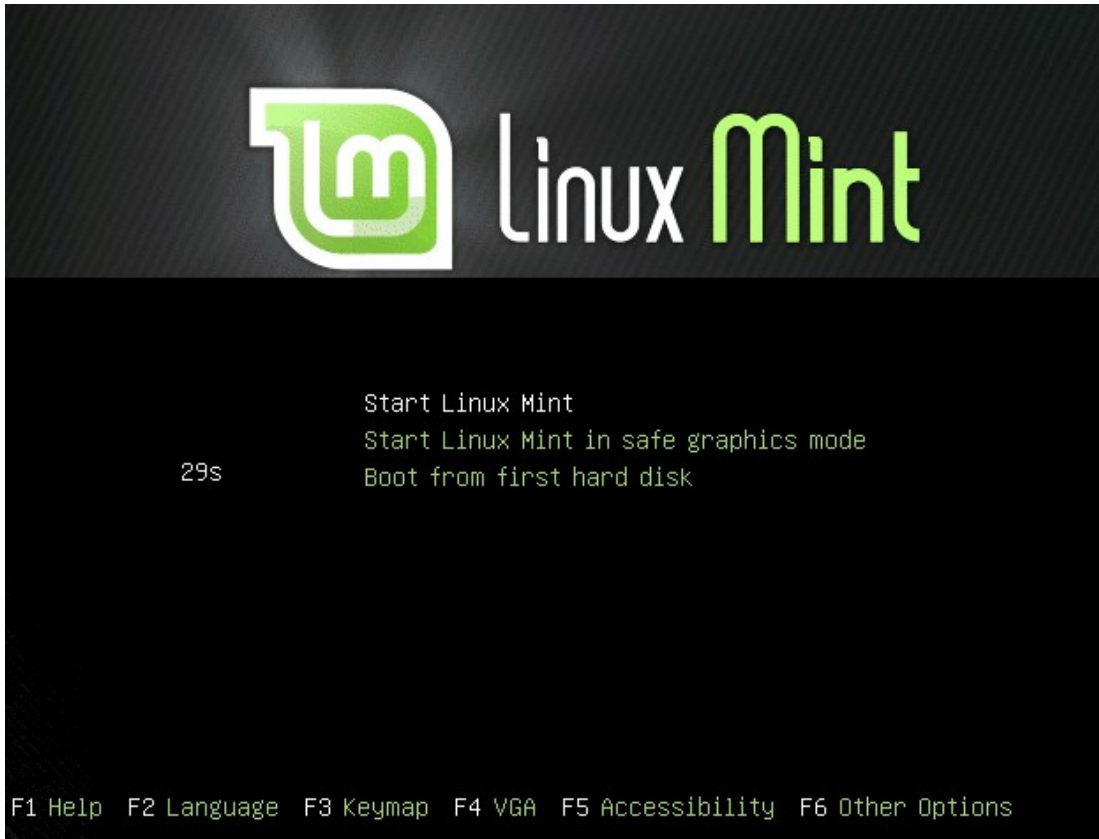 Lm Linux Mint
Start Linux Mint
Start Linux Mint in safe graphics mode
29s
Boot from first hard disk
F1 Help F2 Language F3 Keymap F4 VGA F5 Accessibility F6 Other Options